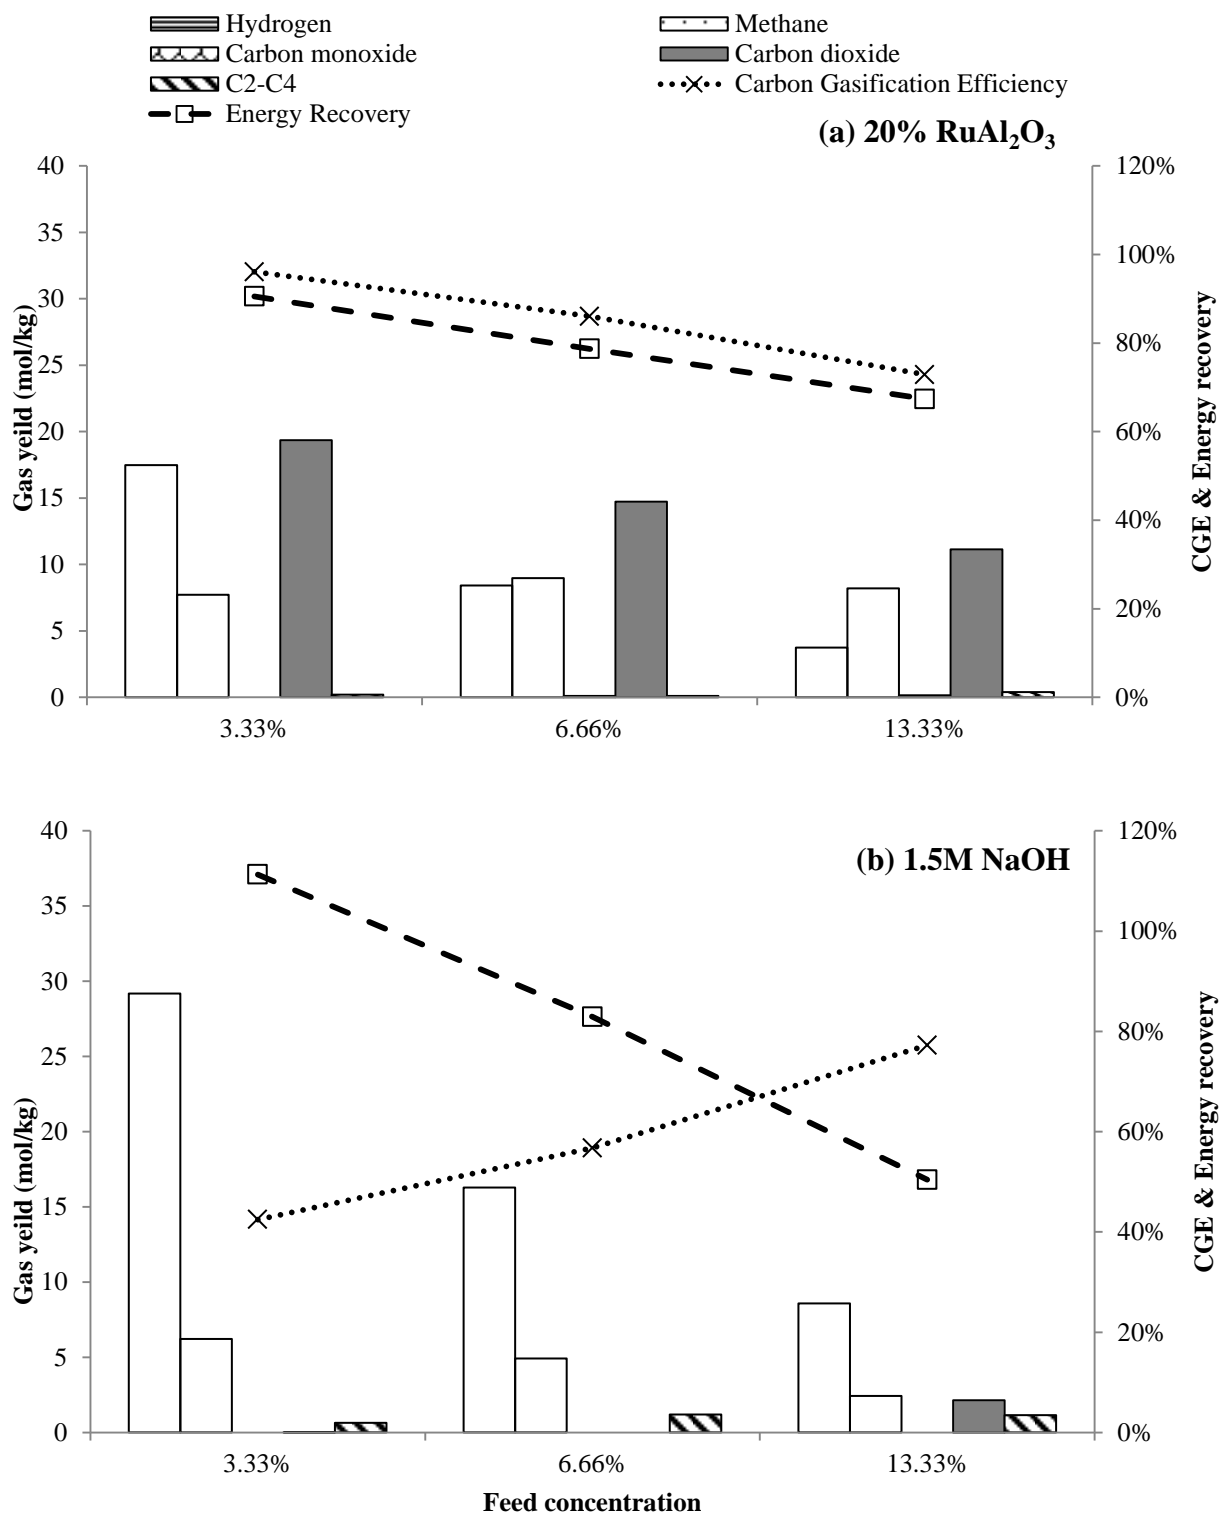 Hydrogen
Methane
Carbon monoxide
Carbon dioxide
C2-C4
Carbon Gasification Efficiency
Energy Recovery
(a) 20% RuAl₂O₃
40
35
30
25
20
15
10
5
0
Gas yeild (mol/kg)
120%
100%
80%
60%
40%
20%
0%
CGE & Energy recovery
3.33%
6.66%
13.33%
(b) 1.5M NaOH
40
35
30
25
20
15
10
5
0
Gas yeild (mol/kg)
120%
100%
80%
60%
40%
20%
0%
CGE & Energy recovery
3.33%
6.66%
13.33%
Feed concentration